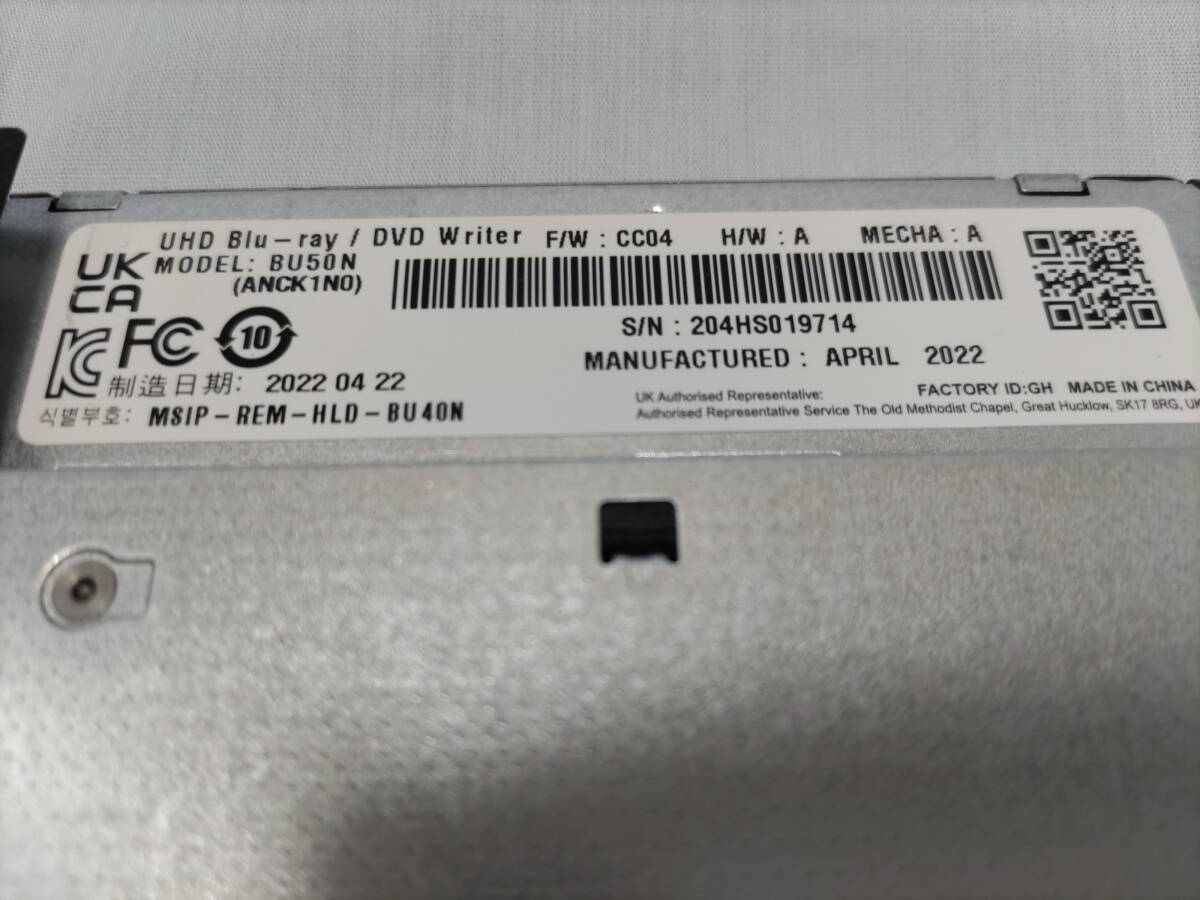 UHD Blu-ray / DVD Writer F/W : CC04 H/W : A MECHA : A
UK CA
MODEL: BU50N
(ANCK1N0)
FC
10
KC
S/N : 204HS019714
MANUFACTURED : APRIL 2022
制造日期: 2022 04 22
식별부호: MSIP-REM-HLD-BU40N
UK Authorised Representative:
FACTORY ID:GH MADE IN CHINA
Authorised Representative Service The Old Methodist Chapel, Great Hucklow, SK17 8RG, UK